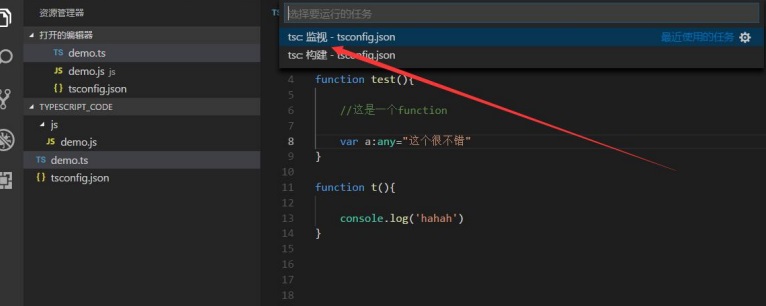 资源管理器
打开的编辑器
TS demo.ts
JS demo.js js
{} tsconfig.json
TYPESCRIPT_CODE
js
JS demo.js
TS demo.ts
{} tsconfig.json
选择要运行的任务
tsc: 监视 - tsconfig.json 最近使用的任务
tsc: 构建 - tsconfig.json
4 function test(){
5
6 //这是一个function
7
8 var a:any="这个很不错"
9 }
10
11 function t(){
12
13 console.log('hahah')
14 }
15
16
17
18